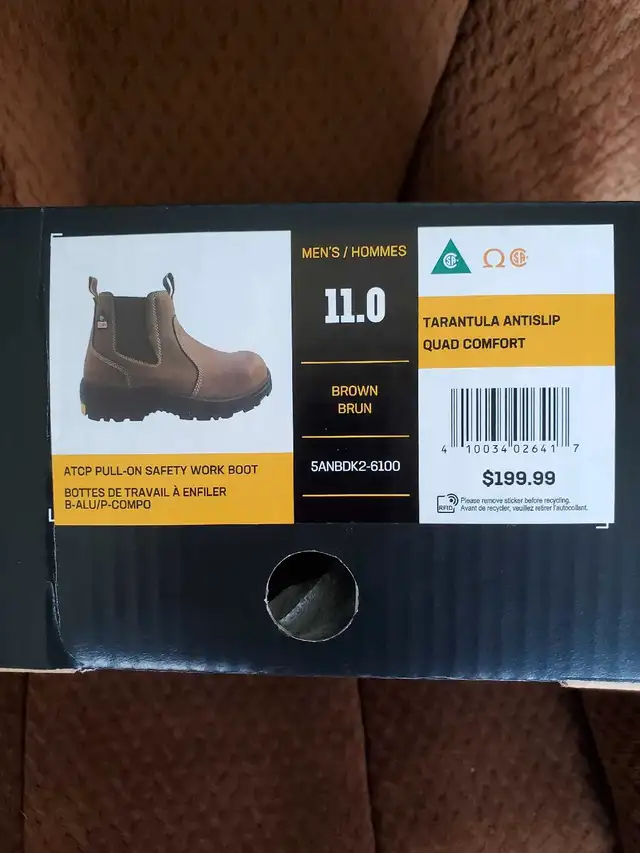 MEN'S / HOMMES
11.0
BROWN
BRUN
5ANBDK2-6100
ATCP PULL-ON SAFETY WORK BOOT
BOTTES DE TRAVAIL À ENFILER
B-ALU/P-COMPO
CSA Ω CSA
TARANTULA ANTISLIP
QUAD COMFORT
4 10034 02641 7
$199.99
RFID
Please remove sticker before recycling.
Avant de recycler, veuillez retirer l'autocollant.